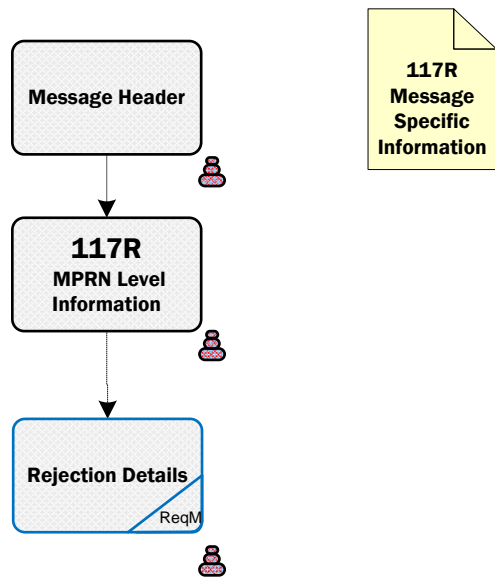 Message Header
117R
Message
Specific
Information
117R
MPRN Level
Information
Rejection Details
ReqM